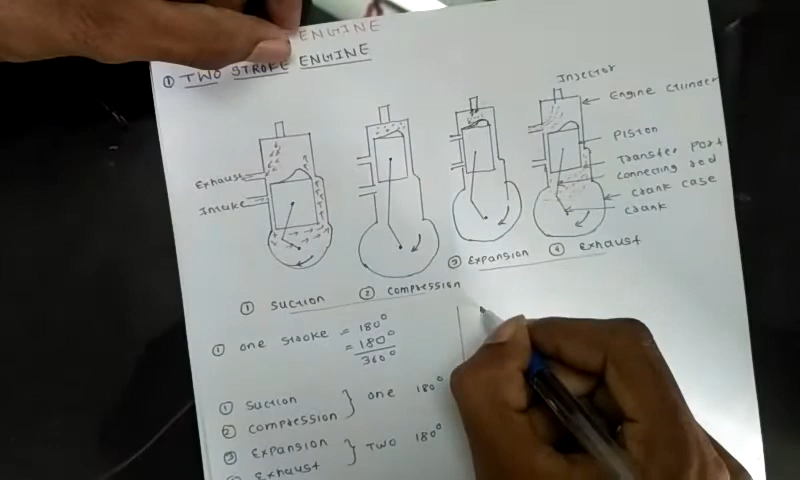 ENGINE
① TWO STROKE ENGINE
Injector
Engine cylinder
Piston
Transfer port
connecting rod
crank case
crank
Exhaust
Intake
① suction
② compression
③ Expansion
④ Exhaust
① one stroke = 180°
= 180°
360°
① suction
② compression
} one 180°
③ Expansion
Exhaust
} Two 180°